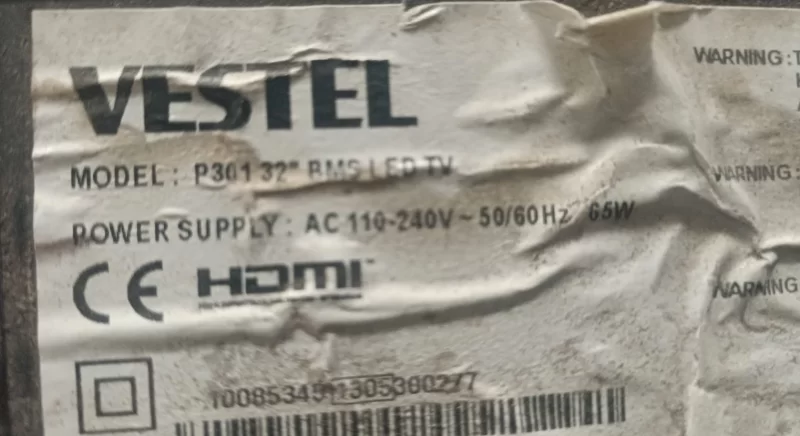 VESTEL
MODEL : P301 32" BMS LED TV
POWER SUPPLY : AC 110-240V ~ 50/60Hz 65W
CE HDMI
WARNING :
WARNING :
WARNING